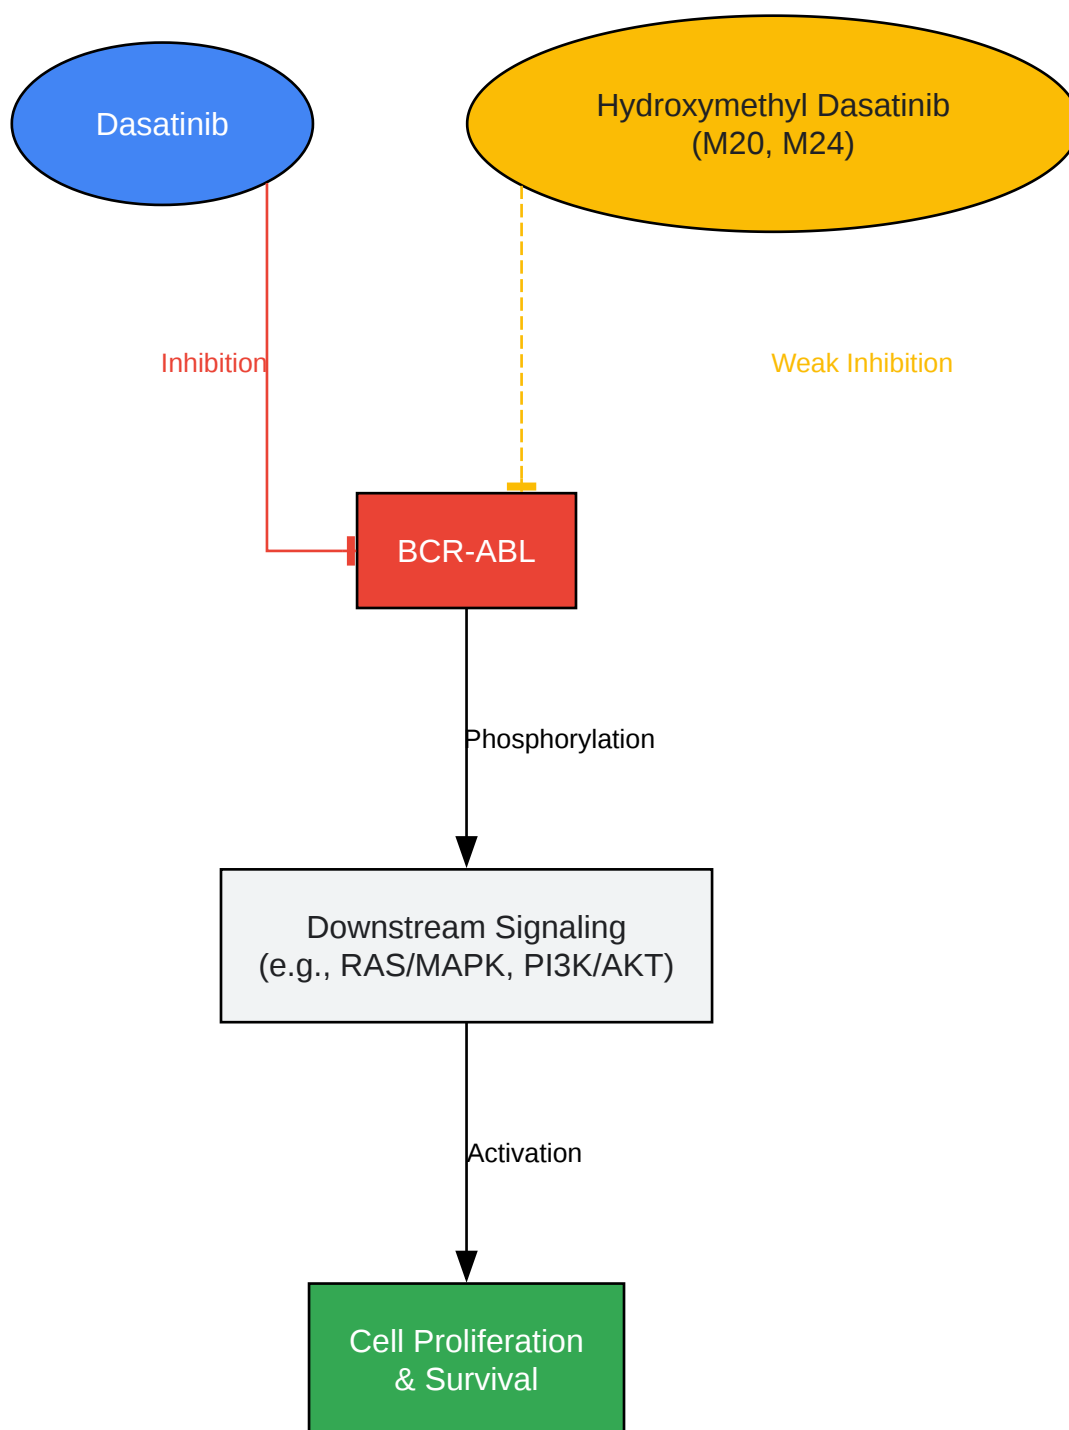 Dasatinib
Hydroxymethyl Dasatinib
(M20, M24)
Inhibition
Weak Inhibition
BCR-ABL
Phosphorylation
Downstream Signaling
(e.g., RAS/MAPK, PI3K/AKT)
Activation
Cell Proliferation
& Survival